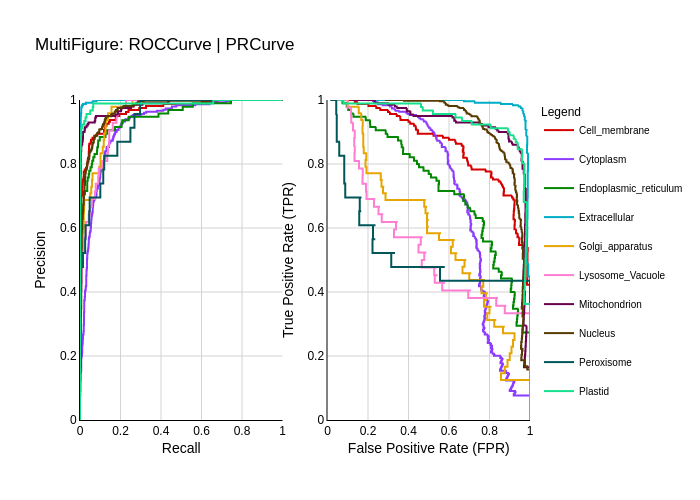 MultiFigure: ROCCurve | PRCurve
Precision
1
0.8
0.6
0.4
0.2
0
0 0.2 0.4 0.6 0.8 1
Recall
True Positive Rate (TPR)
1
0.8
0.6
0.4
0.2
0
0 0.2 0.4 0.6 0.8 1
False Positive Rate (FPR)
Legend
Cell_membrane
Cytoplasm
Endoplasmic_reticulum
Extracellular
Golgi_apparatus
Lysosome_Vacuole
Mitochondrion
Nucleus
Peroxisome
Plastid